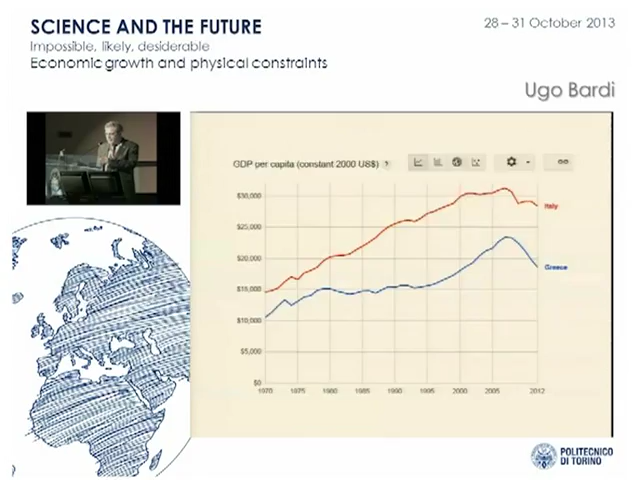 SCIENCE AND THE FUTURE
28 – 31 October 2013
Impossible, likely, desiderable
Economic growth and physical constraints
Ugo Bardi
GDP per capita (constant 2000 US$) ?
$30,000
$25,000
$20,000
$15,000
$10,000
$5,000
$0
Italy
Greece
1970 1975 1980 1985 1990 1995 2000 2005 2012
POLITECNICO
DI TORINO